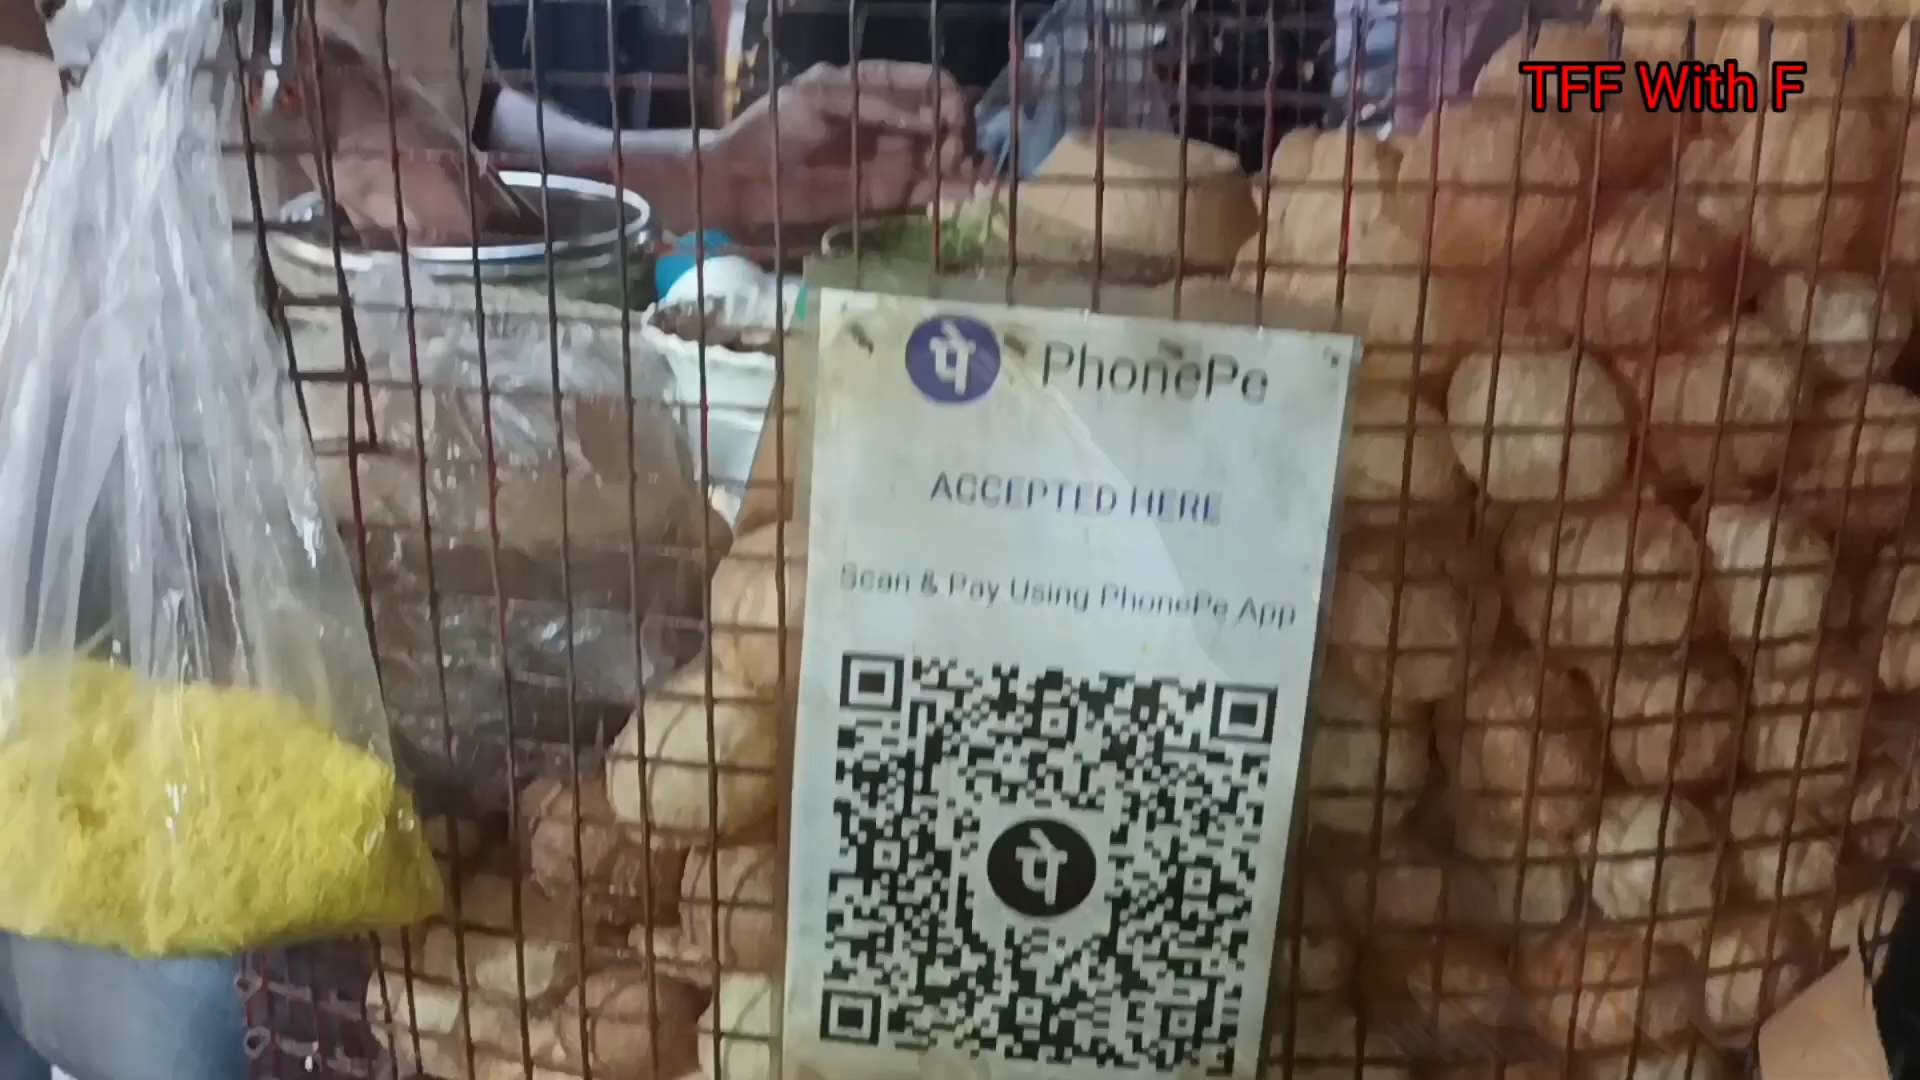 TFF With F
पे PhonePe
ACCEPTED HERE
Scan & Pay Using PhonePe App
पे